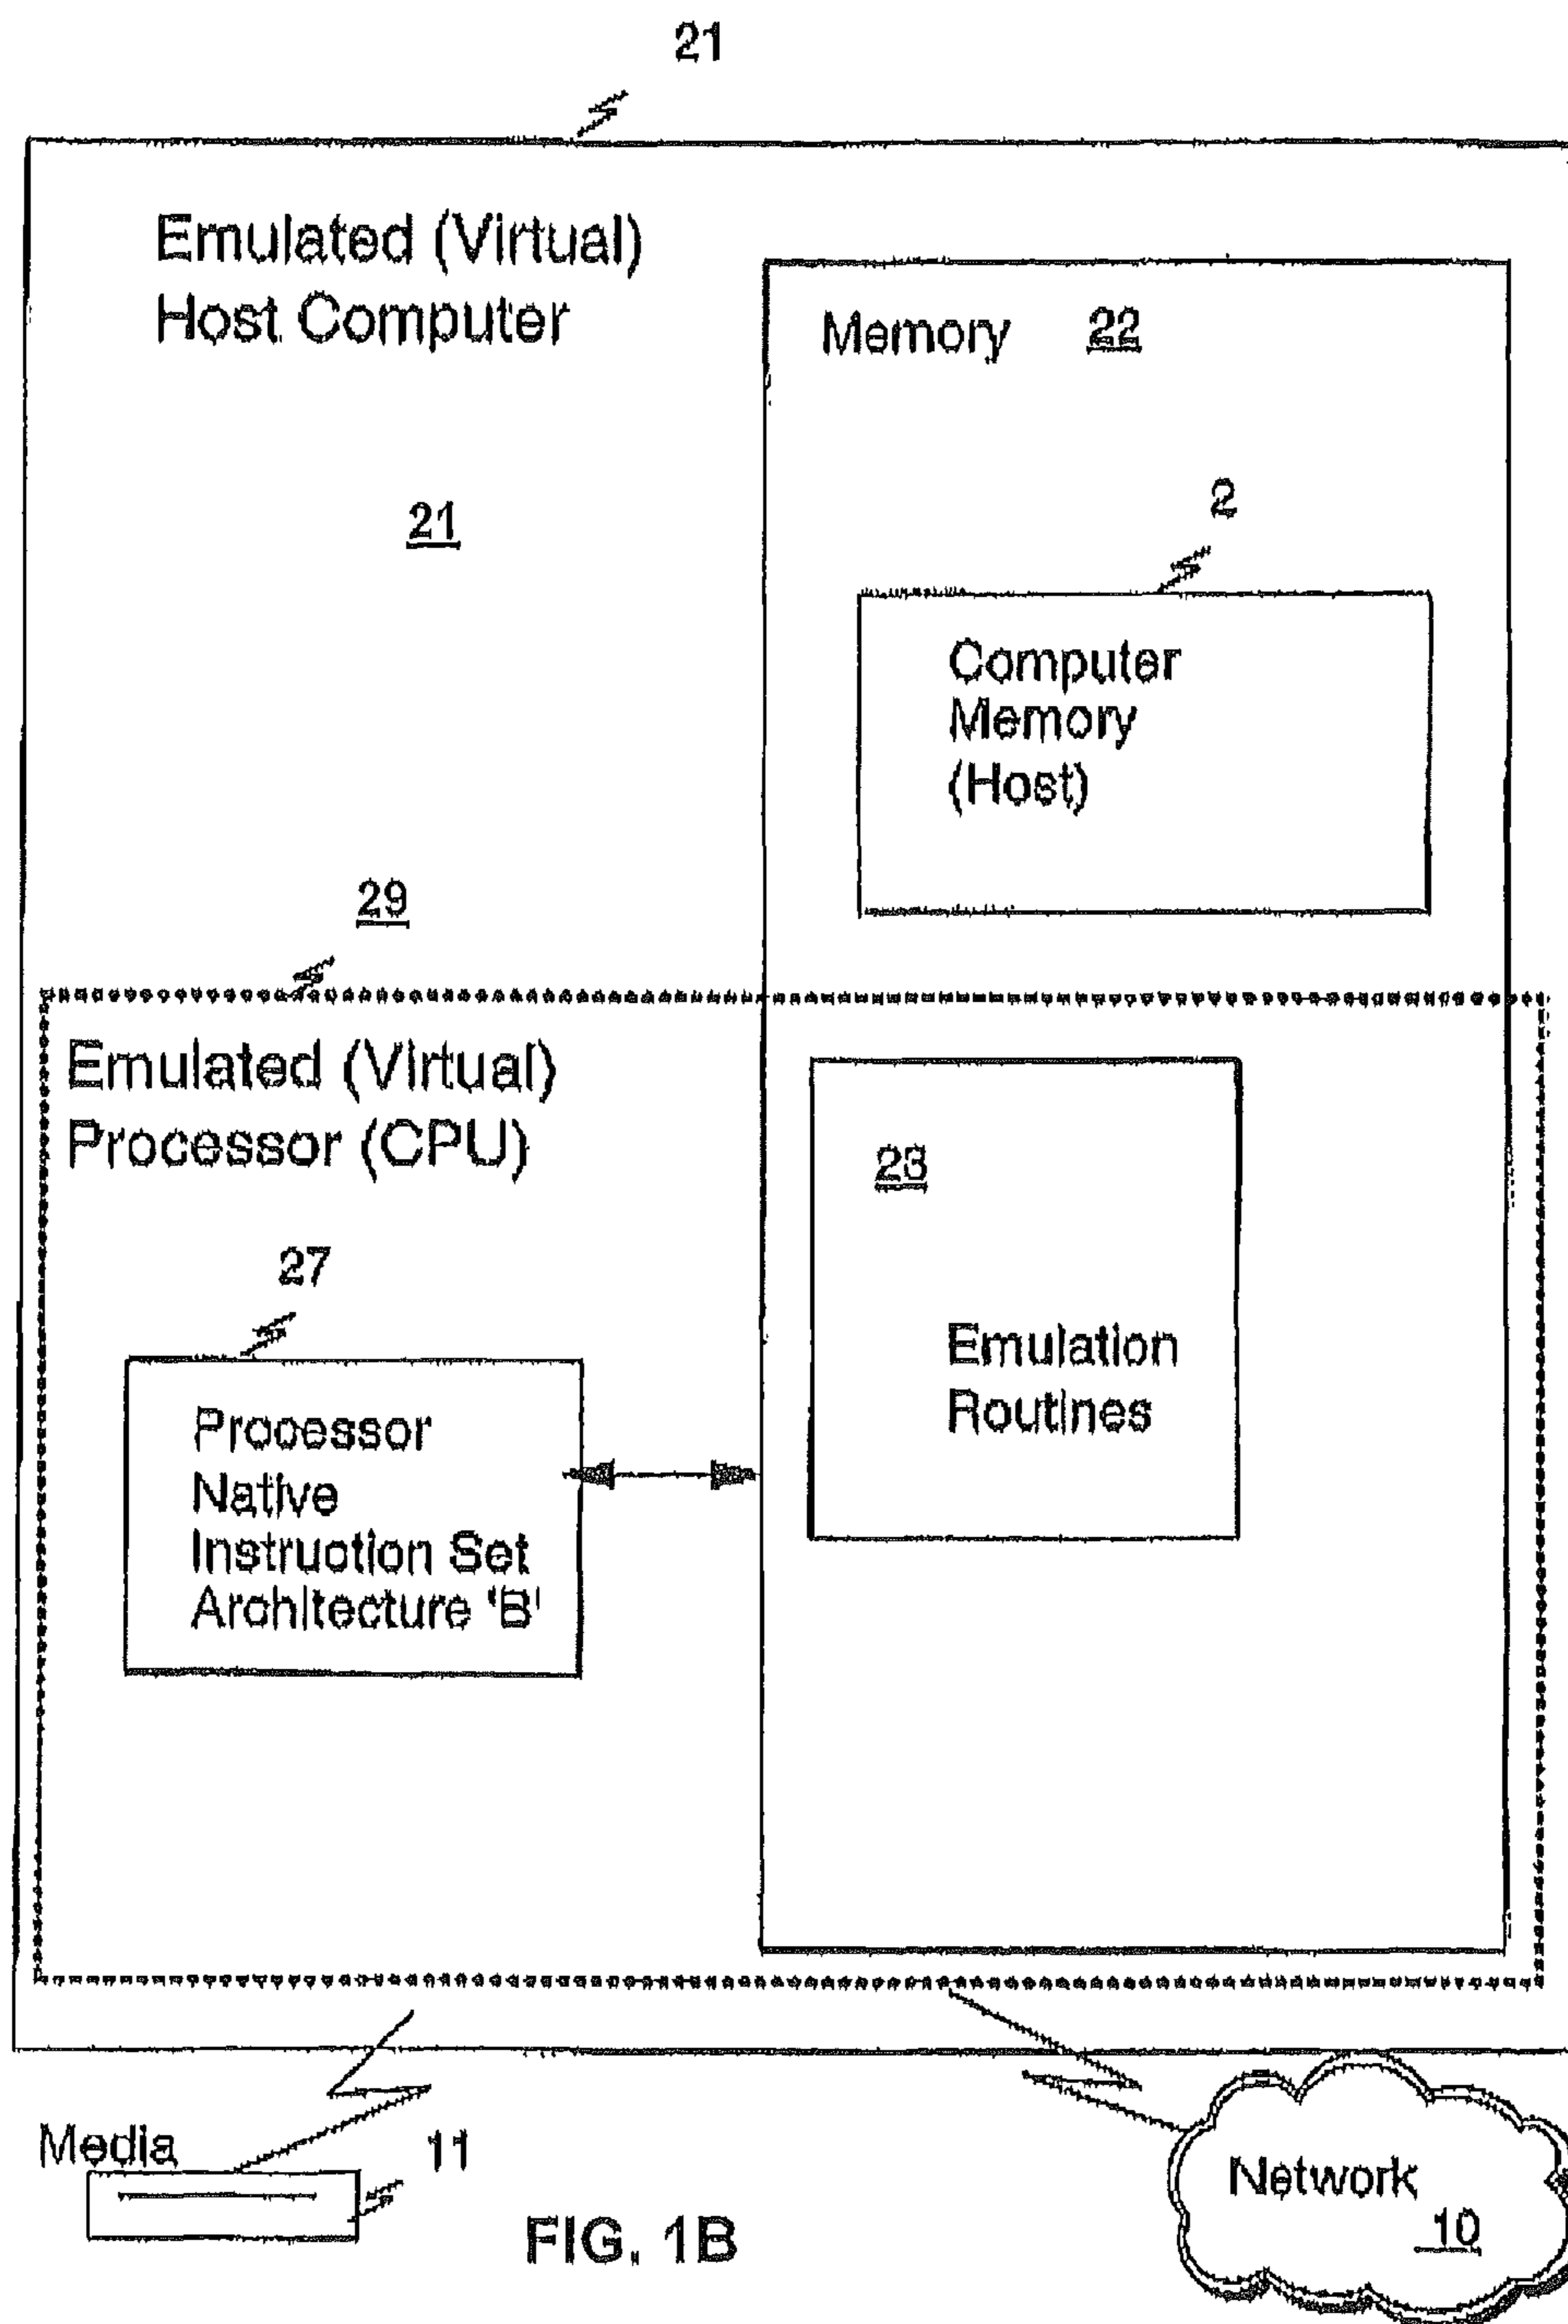 21
Emulated (Virtual)
Host Computer
21
Memory 22
2
Computer
Memory
(Host)
29
Emulated (Virtual)
Processor (CPU)
27
Processor
Native
Instruction Set
Architecture 'B'
23
Emulation
Routines
Media
11
Network
10
FIG. 1B